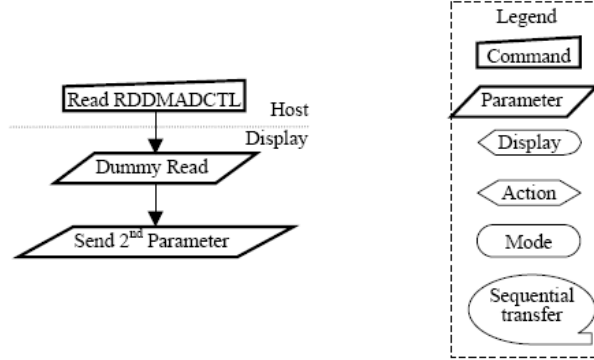 Legend
Command
Read RDDMADCTL
Host
Parameter
Display
Display
Dummy Read
Action
Send 2nd Parameter
Mode
Sequential
transfer